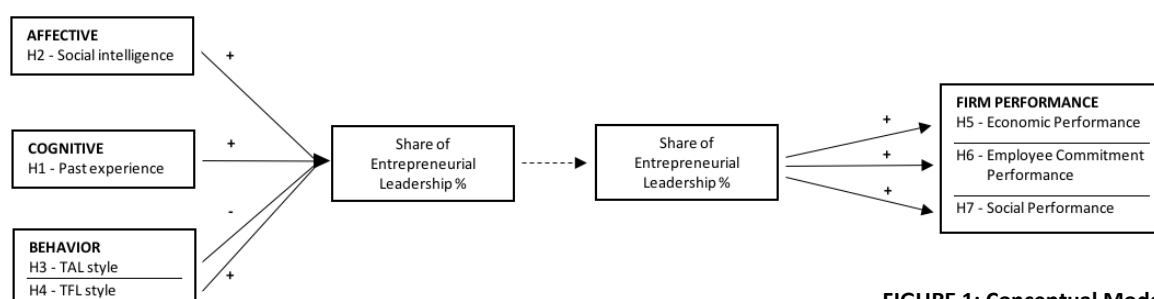 AFFECTIVE
H2 - Social intelligence
+
COGNITIVE
H1 - Past experience
+
-
BEHAVIOR
H3 - TAL style
H4 - TFL style
+
Share of
Entrepreneurial
Leadership %
Share of
Entrepreneurial
Leadership %
+
+
+
FIRM PERFORMANCE
H5 - Economic Performance
H6 - Employee Commitment
Performance
H7 - Social Performance
FIGURE 1: Conceptual